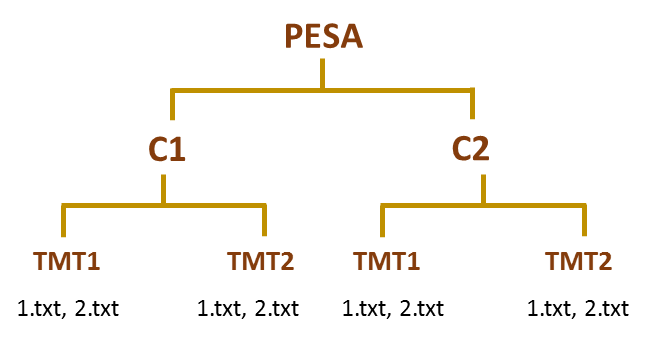 PESA
C1 C2
TMT1 TMT2 TMT1 TMT2
1.txt, 2.txt 1.txt, 2.txt 1.txt, 2.txt 1.txt, 2.txt